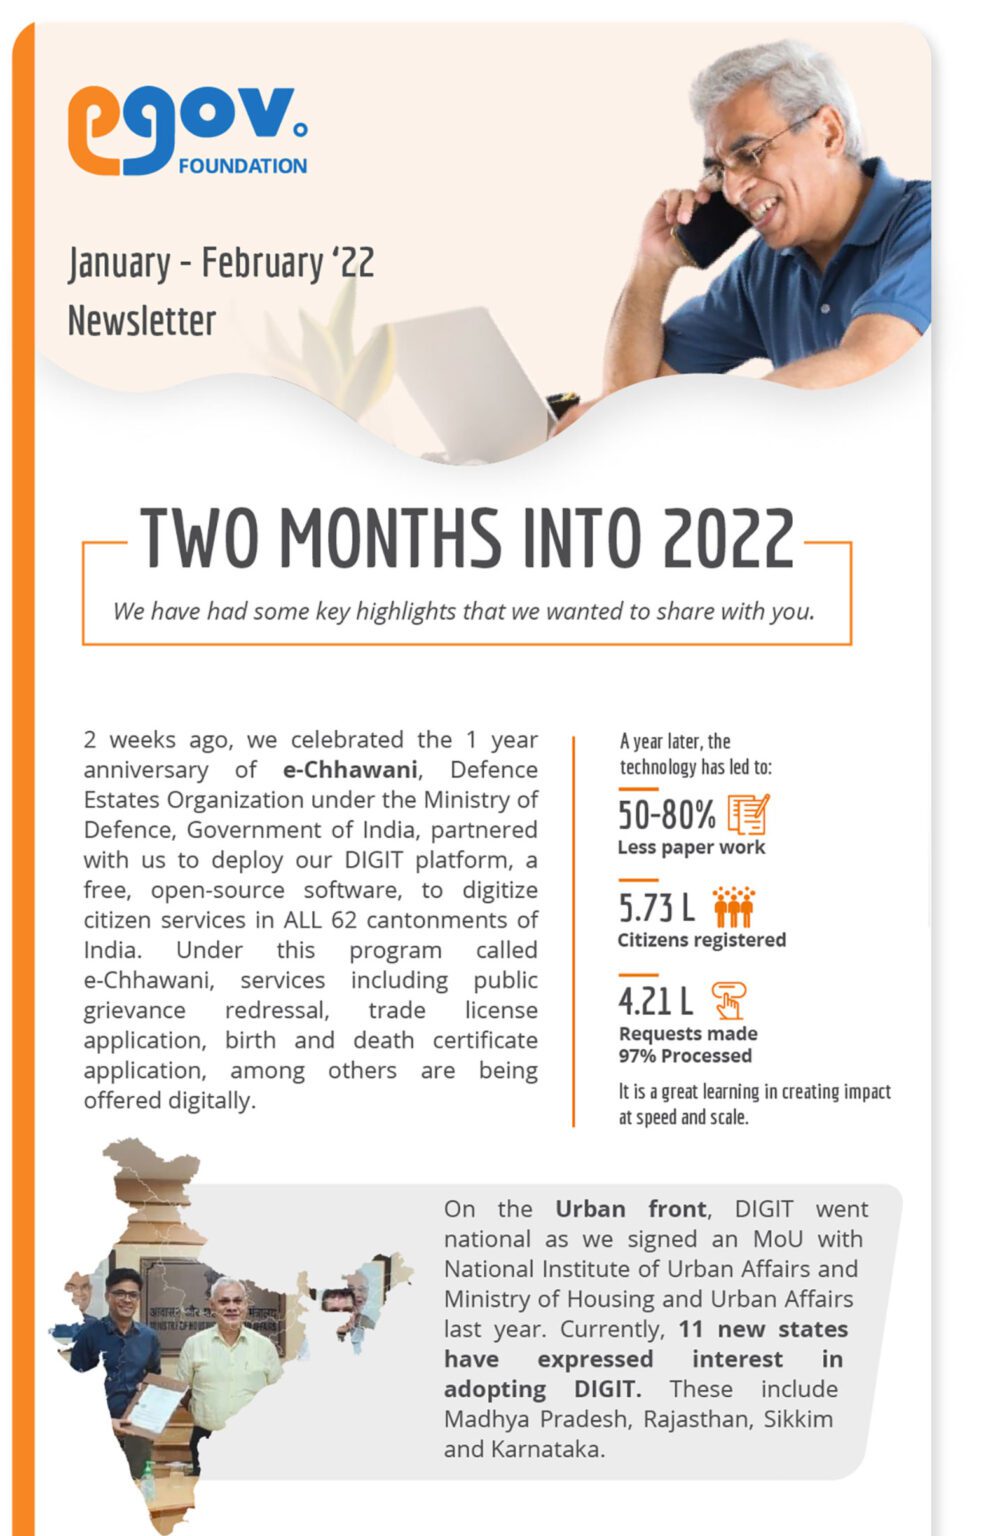 egov.
FOUNDATION
January - February ‘22
Newsletter
TWO MONTHS INTO 2022
We have had some key highlights that we wanted to share with you.
2 weeks ago, we celebrated the 1 year
anniversary of e-Chhawani, Defence
Estates Organization under the Ministry of
Defence, Government of India, partnered
with us to deploy our DIGIT platform, a
free, open-source software, to digitize
citizen services in ALL 62 cantonments of
India. Under this program called
e-Chhawani, services including public
grievance redressal, trade license
application, birth and death certificate
application, among others are being
offered digitally.
A year later, the
technology has led to:
50-80%
Less paper work
5.73 L
Citizens registered
4.21 L
Requests made
97% Processed
It is a great learning in creating impact
at speed and scale.
On the Urban front, DIGIT went
national as we signed an MoU with
National Institute of Urban Affairs and
Ministry of Housing and Urban Affairs
last year. Currently, 11 new states
have expressed interest in
adopting DIGIT. These include
Madhya Pradesh, Rajasthan, Sikkim
and Karnataka.
आवासन और
MINISTRY OF